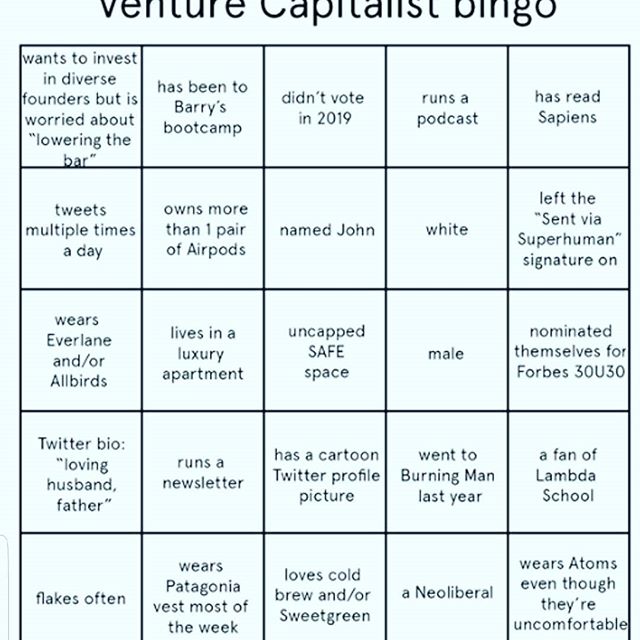 Venture Capitalist bingo
wants to invest
in diverse
founders but is
worried about
“lowering the
bar”
has been to
Barry’s
bootcamp
didn’t vote
in 2019
runs a
podcast
has read
Sapiens
tweets
multiple times
a day
owns more
than 1 pair
of Airpods
named John
white
left the
“Sent via
Superhuman”
signature on
wears
Everlane
and/or
Allbirds
lives in a
luxury
apartment
uncapped
SAFE
space
male
nominated
themselves for
Forbes 30U30
Twitter bio:
“loving
husband,
father”
runs a
newsletter
has a cartoon
Twitter profile
picture
went to
Burning Man
last year
a fan of
Lambda
School
flakes often
wears
Patagonia
vest most of
the week
loves cold
brew and/or
Sweetgreen
a Neoliberal
wears Atoms
even though
they’re
uncomfortable